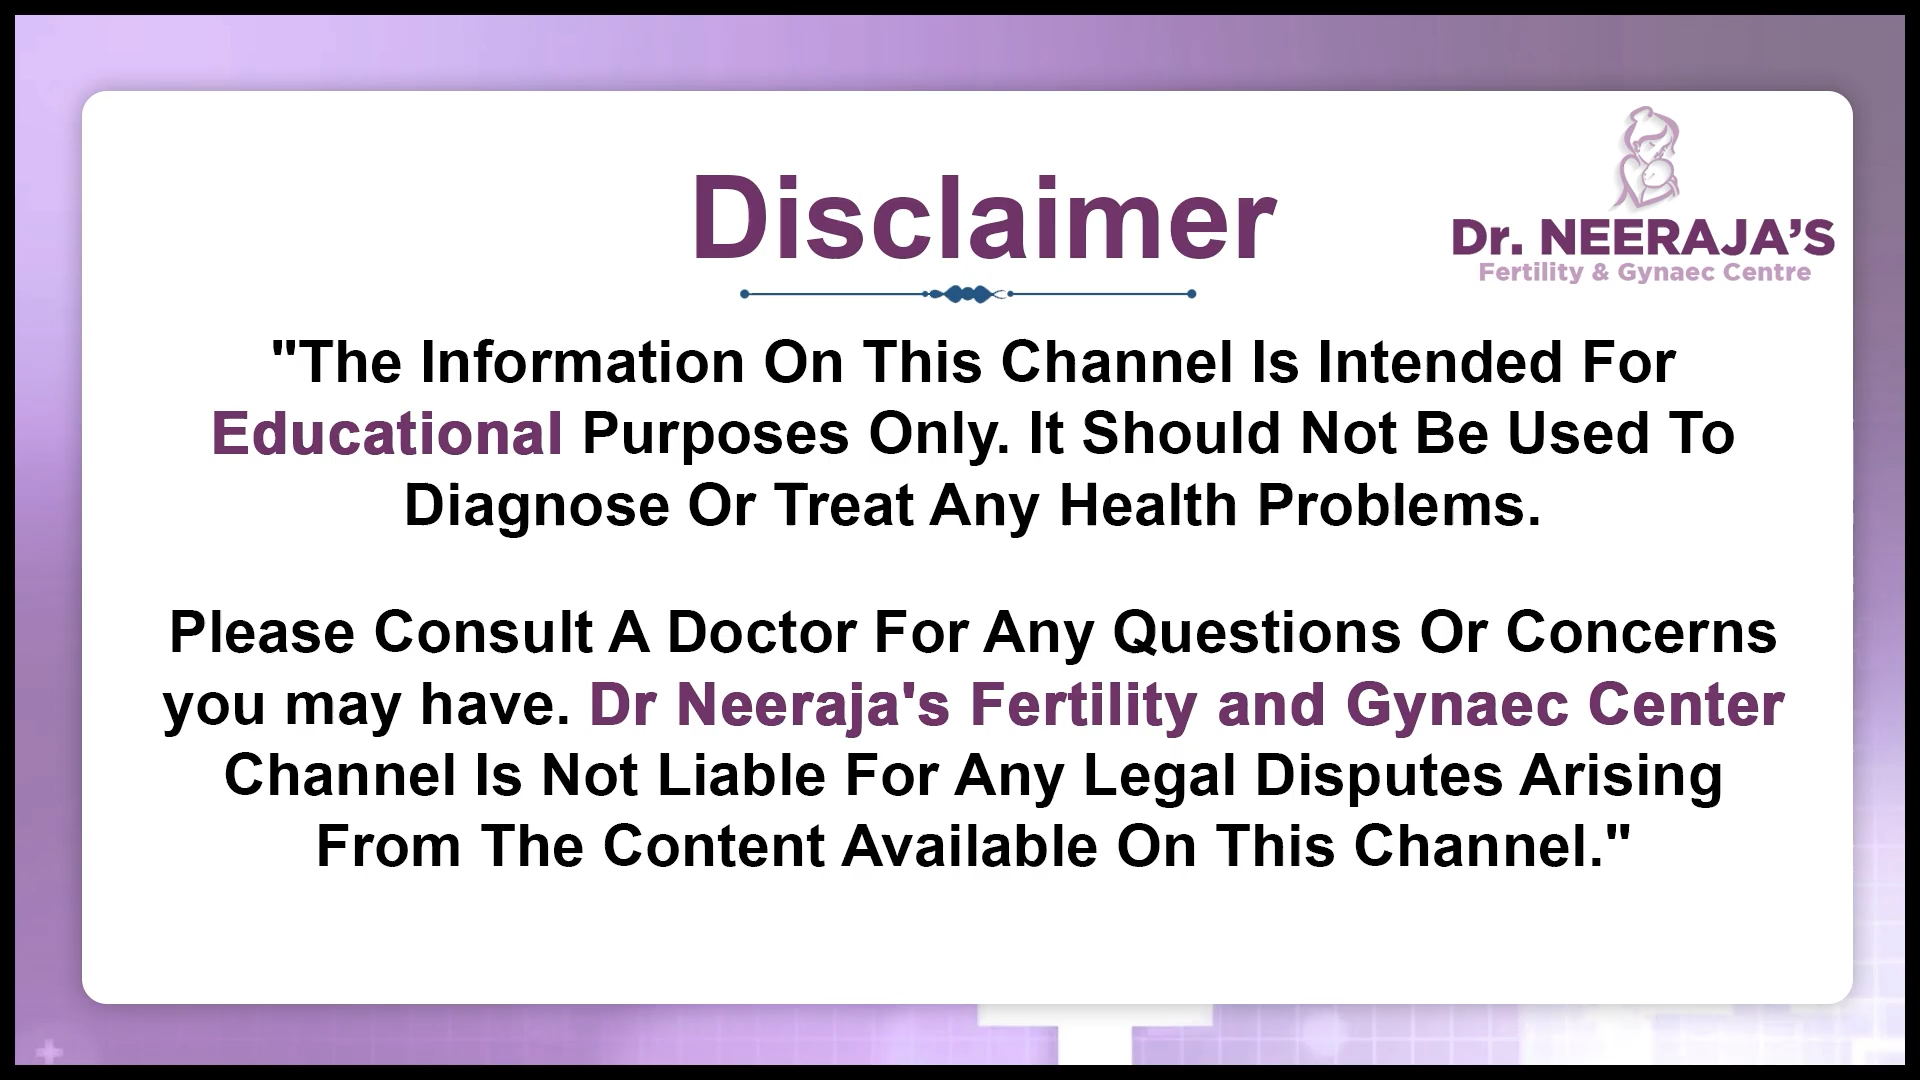 Disclaimer
Dr. NEERAJA'S
Fertility & Gynaec Centre
"The Information On This Channel Is Intended For
Educational Purposes Only. It Should Not Be Used To
Diagnose Or Treat Any Health Problems.
Please Consult A Doctor For Any Questions Or Concerns
you may have. Dr Neeraja's Fertility and Gynaec Center
Channel Is Not Liable For Any Legal Disputes Arising
From The Content Available On This Channel."